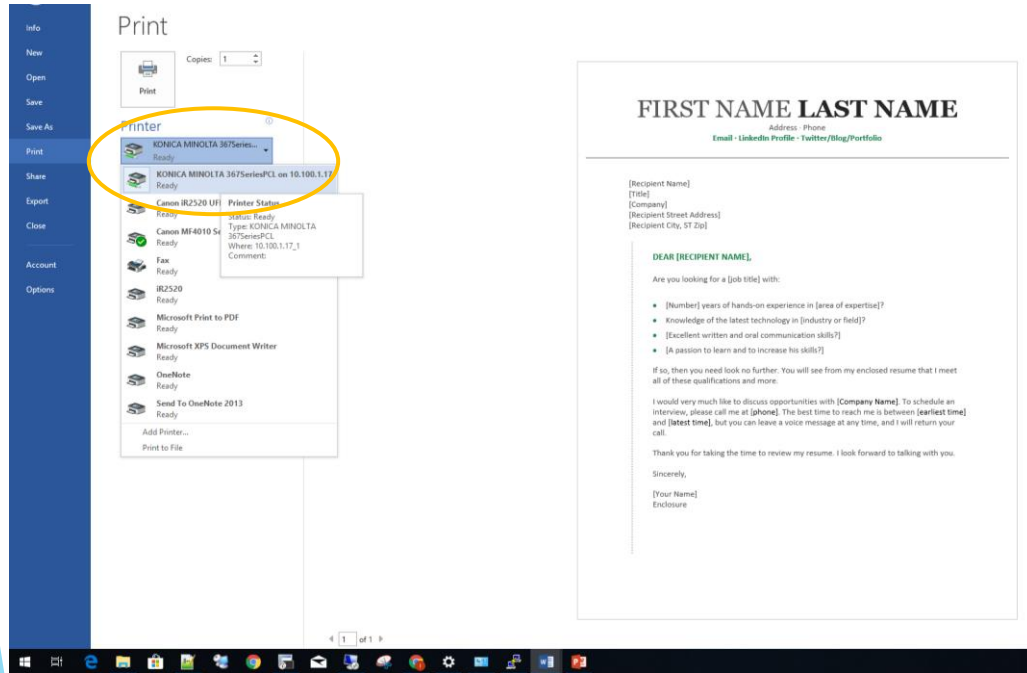 Info
New
Open
Save
Save As
Print
Share
Export
Close
Account
Options
Print
Copies: 1
Print
Printer
KONICA MINOLTA 367Series...
Ready
KONICA MINOLTA 367SeriesPCL on 10.100.1.17
Ready
Canon iR2520 UF
Ready
Canon MF4010 Se
Ready
Fax
Ready
iR2520
Ready
Microsoft Print to PDF
Ready
Microsoft XPS Document Writer
Ready
OneNote
Ready
Send To OneNote 2013
Ready
Add Printer...
Print to File
Printer Status
Status: Ready
Type: KONICA MINOLTA
367SeriesPCL
Where: 10.100.1.17_1
Comment:
1 of 1
FIRST NAME LAST NAME
Address · Phone
Email · LinkedIn Profile · Twitter/Blog/Portfolio
[Recipient Name]
[Title]
[Company]
[Recipient Street Address]
[Recipient City, ST Zip]
DEAR [RECIPIENT NAME],
Are you looking for a [job title] with:
• [Number] years of hands-on experience in [area of expertise]?
• Knowledge of the latest technology in [industry or field]?
• [Excellent written and oral communication skills?]
• [A passion to learn and to increase his skills?]
If so, then you need look no further. You will see from my enclosed resume that I meet
all of these qualifications and more.
I would very much like to discuss opportunities with [Company Name]. To schedule an
interview, please call me at [phone]. The best time to reach me is between [earliest time]
and [latest time], but you can leave a voice message at any time, and I will return your
call.
Thank you for taking the time to review my resume. I look forward to talking with you.
Sincerely,
[Your Name]
Enclosure